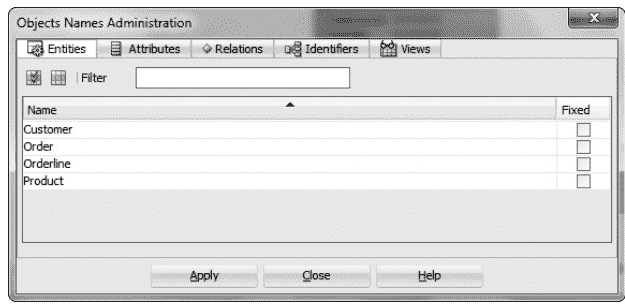 Objects Names Administration
Entities Attributes Relations Identifiers Views
Filter
Name Fixed
Customer
Order
Orderline
Product
Apply Close Help